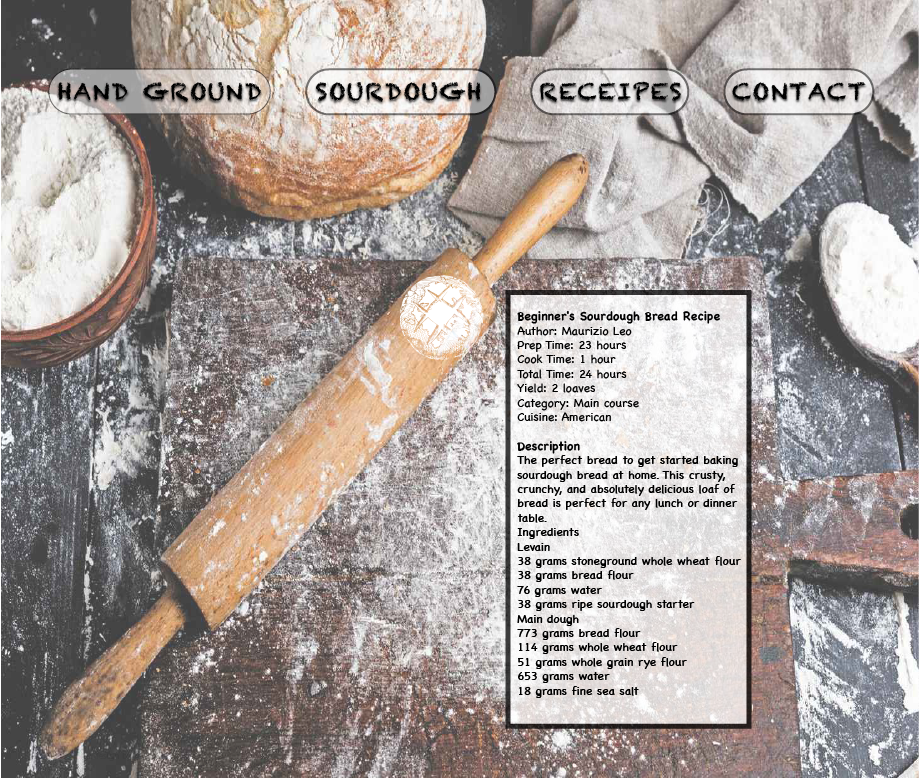 HAND GROUND
SOURDOUGH
RECEIPES
CONTACT
Beginner's Sourdough Bread Recipe
Author: Maurizio Leo
Prep Time: 23 hours
Cook Time: 1 hour
Total Time: 24 hours
Yield: 2 loaves
Category: Main course
Cuisine: American
Description
The perfect bread to get started baking
sourdough bread at home. This crusty,
crunchy, and absolutely delicious loaf of
bread is perfect for any lunch or dinner
table.
Ingredients
Levain
38 grams stoneground whole wheat flour
38 grams bread flour
76 grams water
38 grams ripe sourdough starter
Main dough
773 grams bread flour
114 grams whole wheat flour
51 grams whole grain rye flour
653 grams water
18 grams fine sea salt